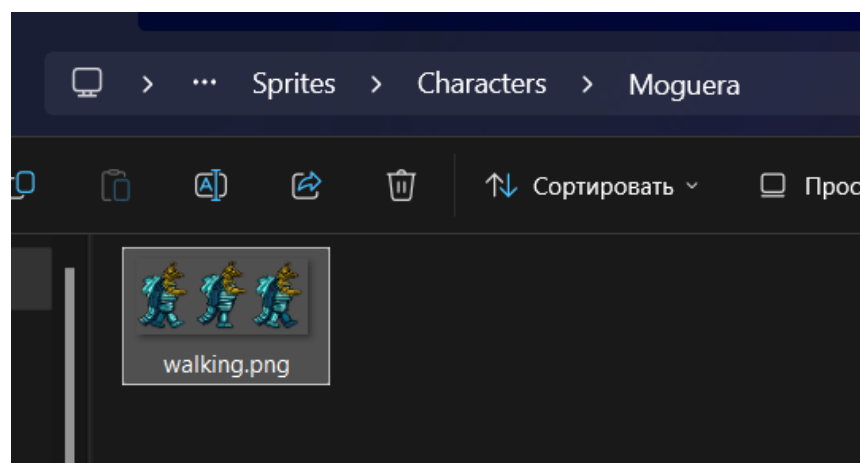 Sprites > Characters > Moguera
Сортировать Прос
walking.png